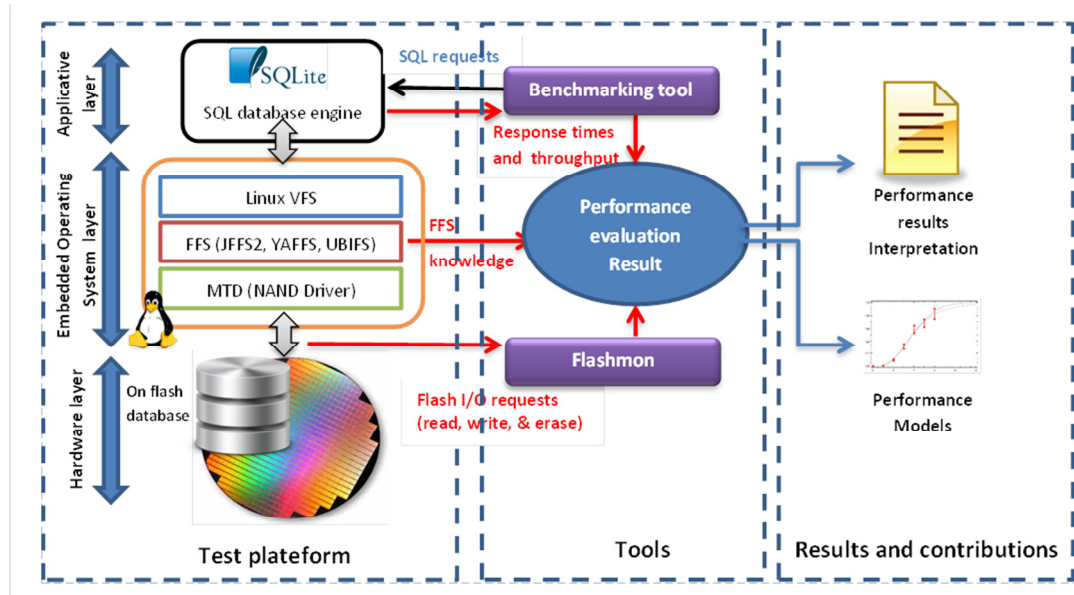 Applicative
layer
SQLite
SQL database engine
SQL requests
Benchmarking tool
Response times
and throughput
Embedded Operating
System layer
Linux VFS
FFS (JFFS2, YAFFS, UBIFS)
MTD (NAND Driver)
FFS
knowledge
Performance
evaluation
Result
Performance
results
Interpretation
Hardware layer
On flash
database
Flashmon
Flash I/O requests
(read, write, & erase)
Performance
Models
Test plateform
Tools
Results and contributions